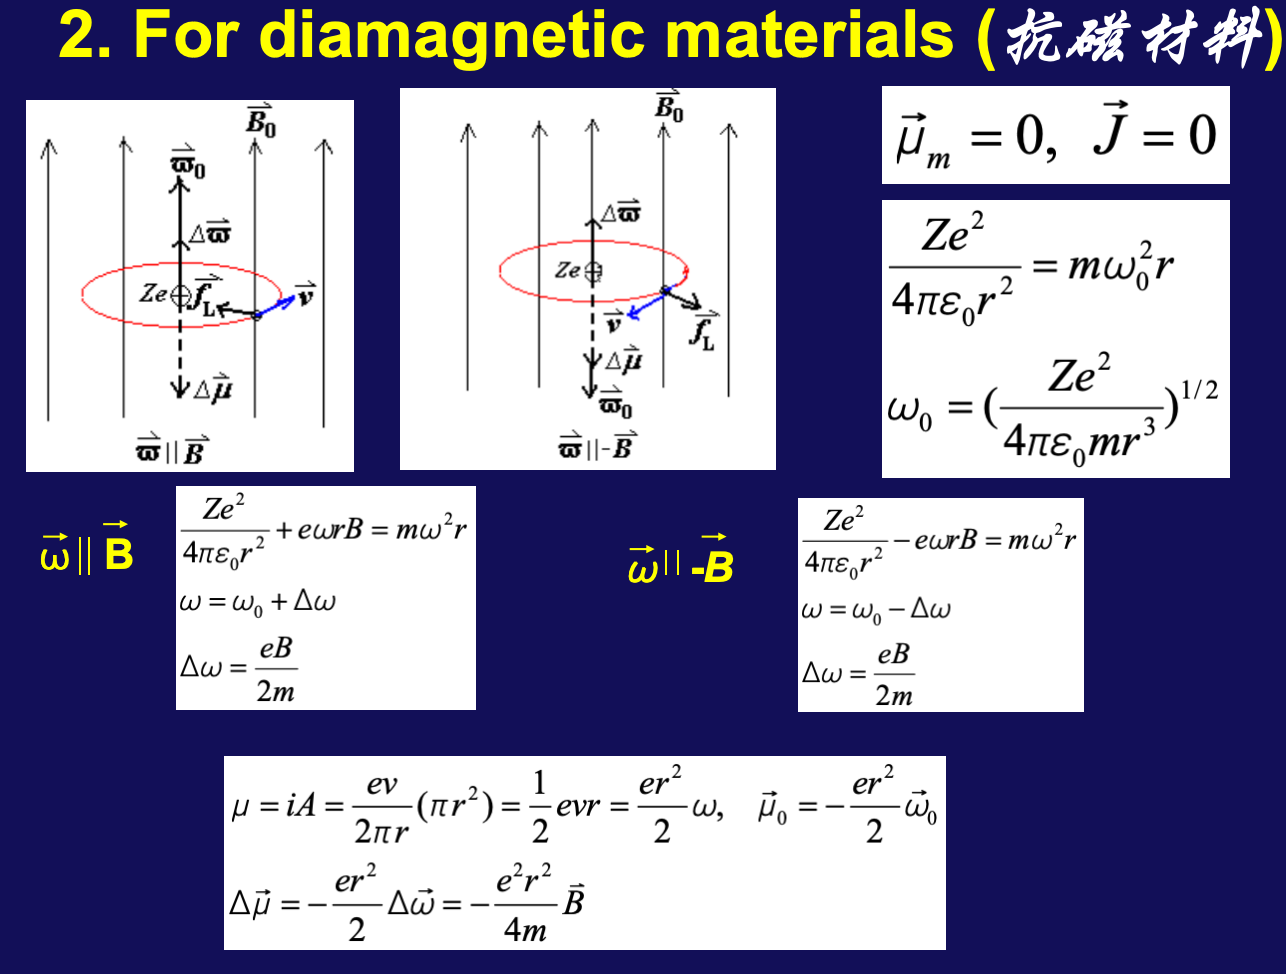 2. For diamagnetic materials (抗磁材料)
$\vec{B}_0$
$\vec{\varpi}_0$
$\Delta\vec{\varpi}$
$Ze$ $\vec{f}_L$ $\vec{v}$
$\Delta\vec{\mu}$
$\vec{\varpi} || \vec{B}$
$\vec{B}_0$
$\Delta\vec{\varpi}$
$Ze$
$\vec{v}$ $\vec{f}_L$
$\Delta\vec{\mu}$
$\vec{\varpi}_0$
$\vec{\varpi} || -\vec{B}$
$\vec{\mu}_m = 0, \ \vec{J} = 0$
$\frac{Ze^2}{4\pi\varepsilon_0 r^2} = m\omega_0^2 r$
$\omega_0 = (\frac{Ze^2}{4\pi\varepsilon_0 mr^3})^{1/2}$
$\vec{\omega} || \vec{B}$
$\frac{Ze^2}{4\pi\varepsilon_0 r^2} + e\omega rB = m\omega^2 r$
$\omega = \omega_0 + \Delta\omega$
$\Delta\omega = \frac{eB}{2m}$
$\vec{\omega} || -\vec{B}$
$\frac{Ze^2}{4\pi\varepsilon_0 r^2} - e\omega rB = m\omega^2 r$
$\omega = \omega_0 - \Delta\omega$
$\Delta\omega = \frac{eB}{2m}$
$\mu = iA = \frac{ev}{2\pi r}(\pi r^2) = \frac{1}{2}evr = \frac{er^2}{2}\omega, \quad \vec{\mu}_0 = -\frac{er^2}{2}\vec{\omega}_0$
$\Delta\vec{\mu} = -\frac{er^2}{2}\Delta\vec{\omega} = -\frac{e^2r^2}{4m}\vec{B}$